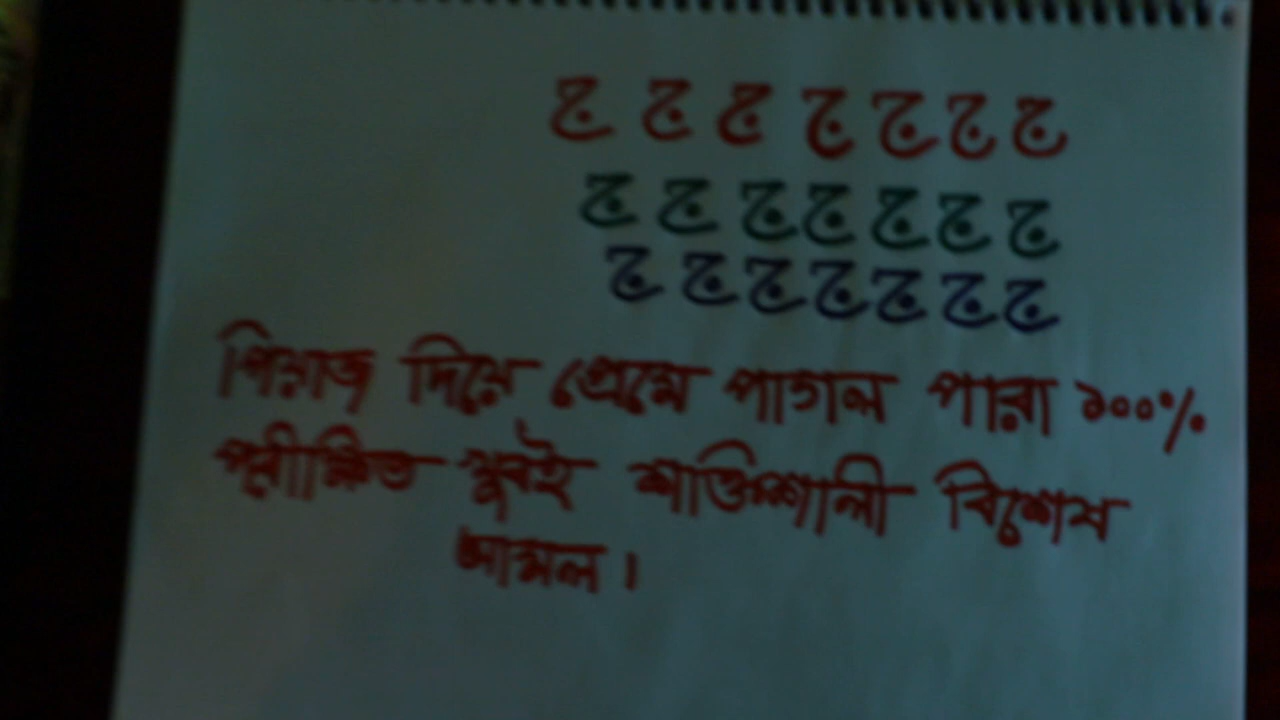 ج ج ج ج ج ج ج
ج ج ج ج ج ج ج
ج ج ج ج ج ج ج
পিয়াজ দিয়ে প্রেমে পাগল পারা ১০০%
পরীক্ষিত খুবই শক্তিশালী বিশেষ
আমল।